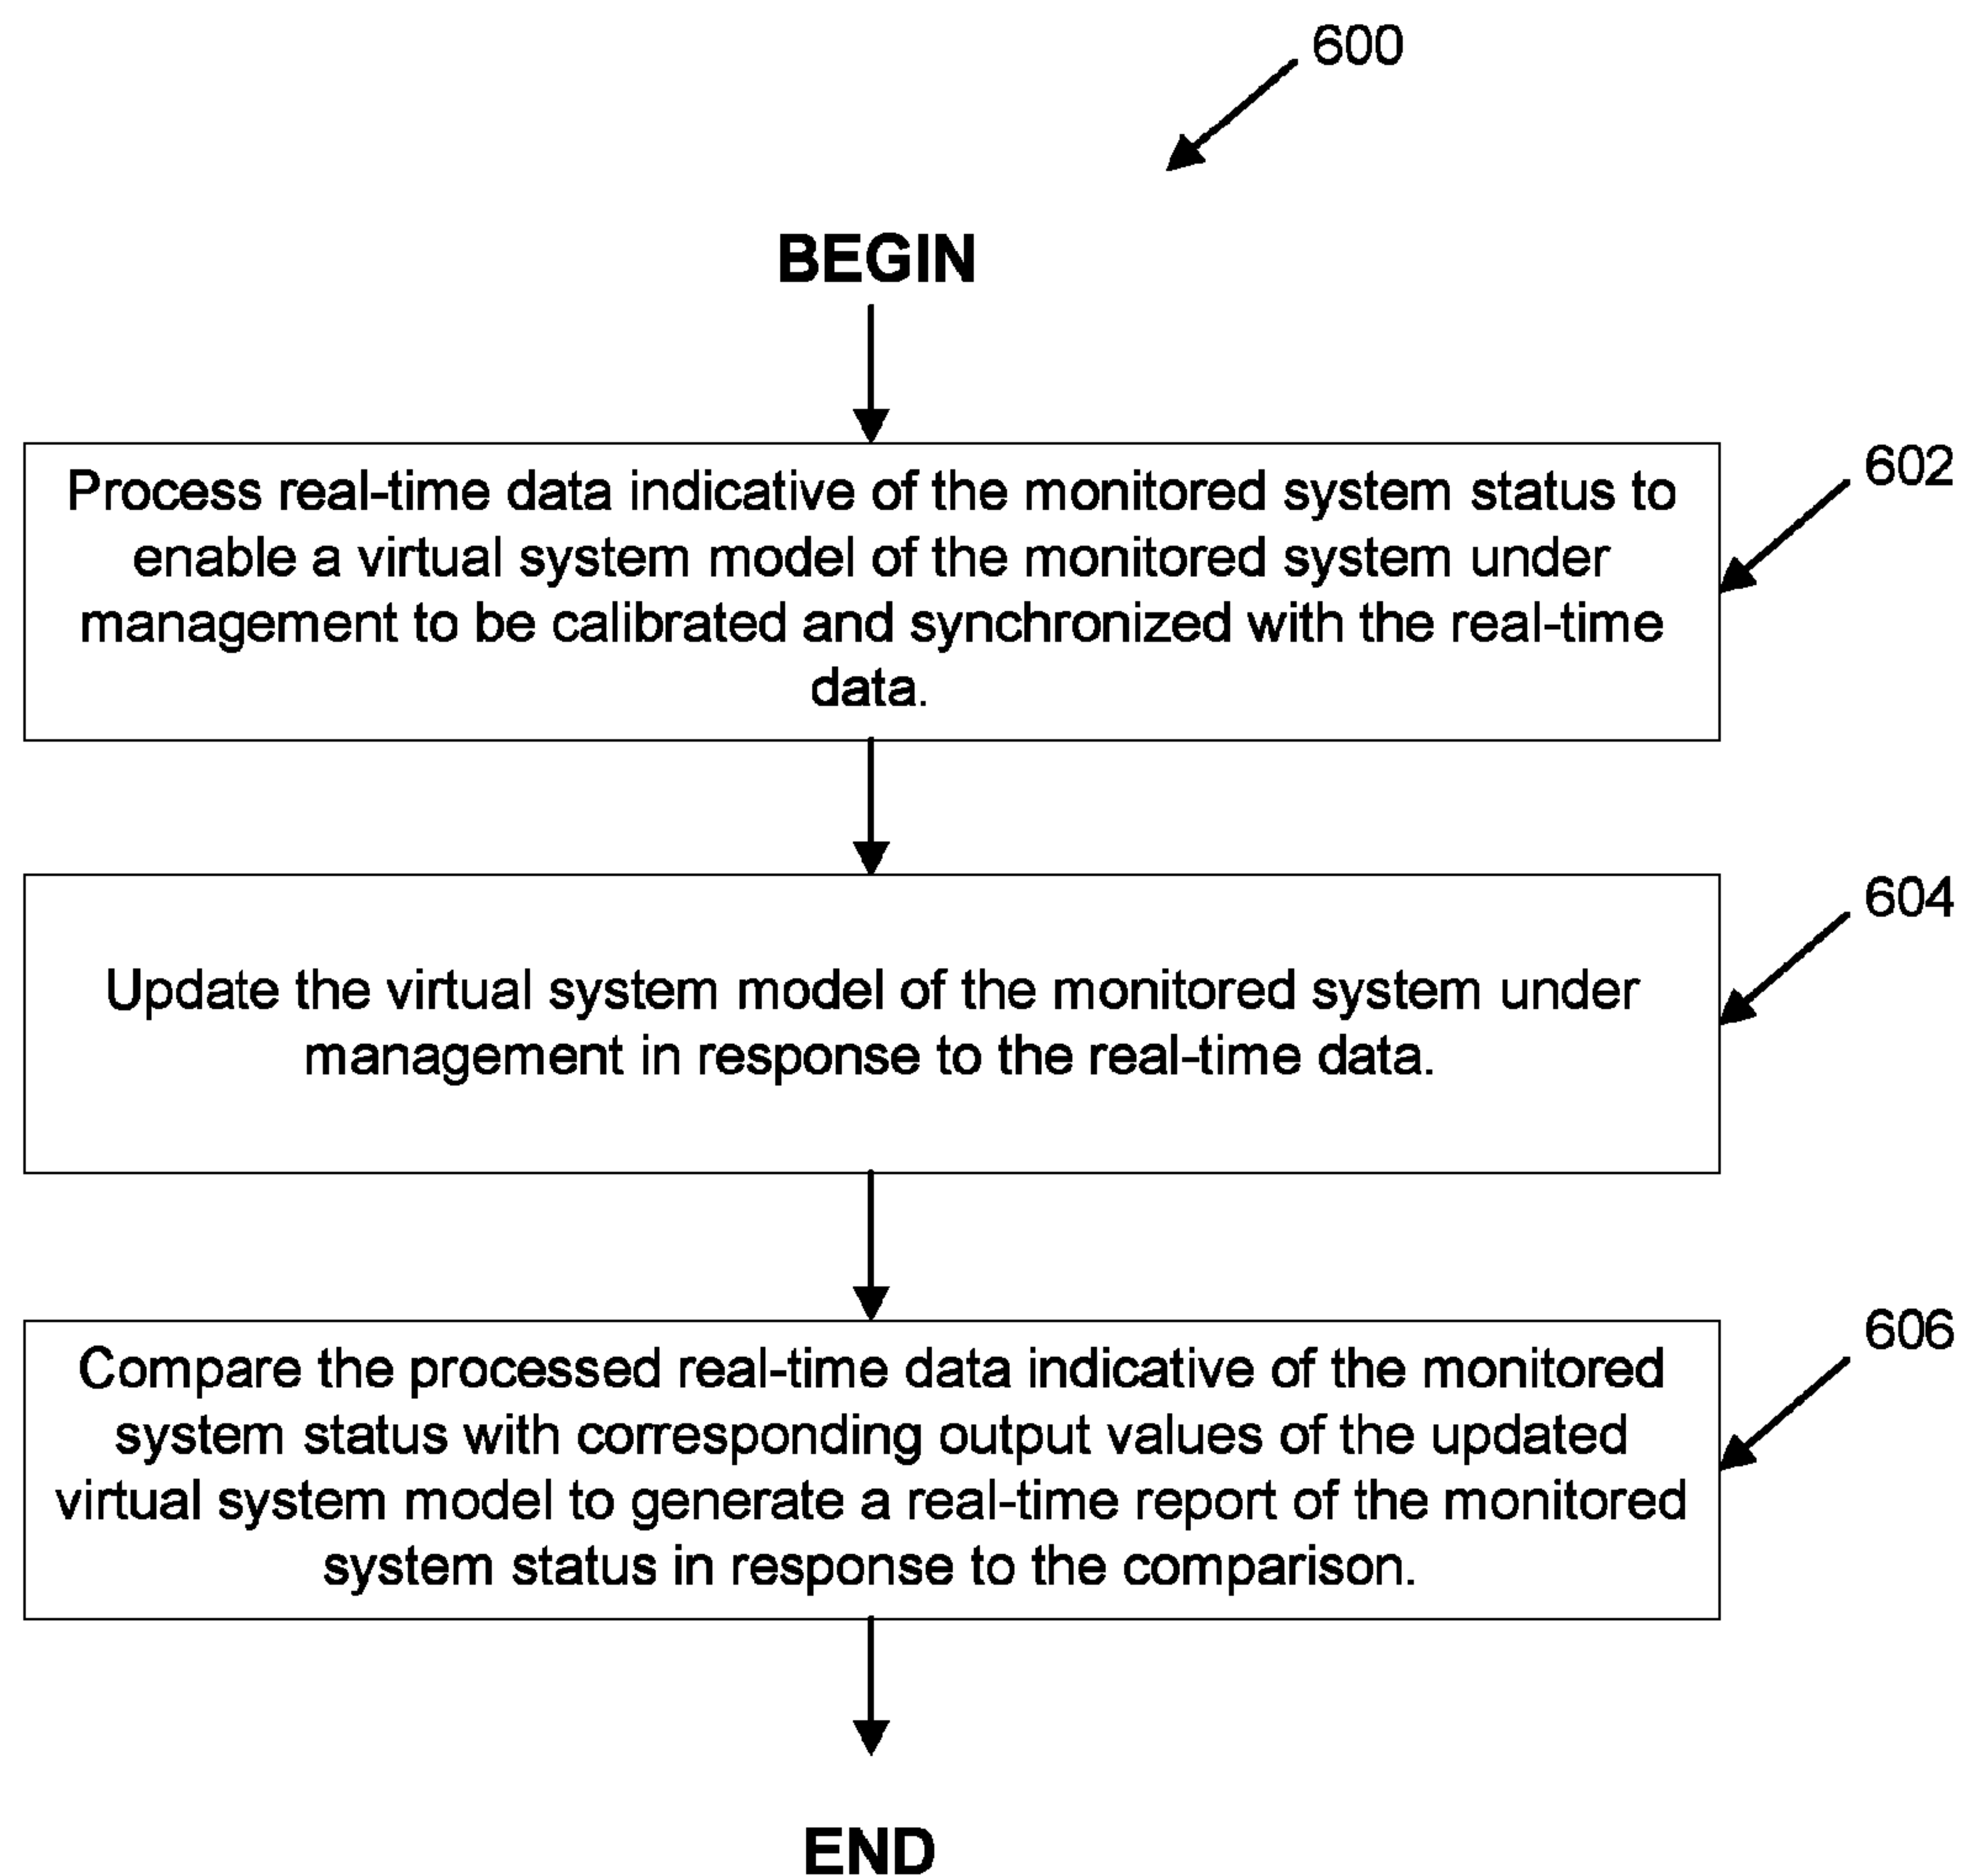 600
BEGIN
Process real-time data indicative of the monitored system status to
enable a virtual system model of the monitored system under
management to be calibrated and synchronized with the real-time
data.
602
Update the virtual system model of the monitored system under
management in response to the real-time data.
604
Compare the processed real-time data indicative of the monitored
system status with corresponding output values of the updated
virtual system model to generate a real-time report of the monitored
system status in response to the comparison.
606
END